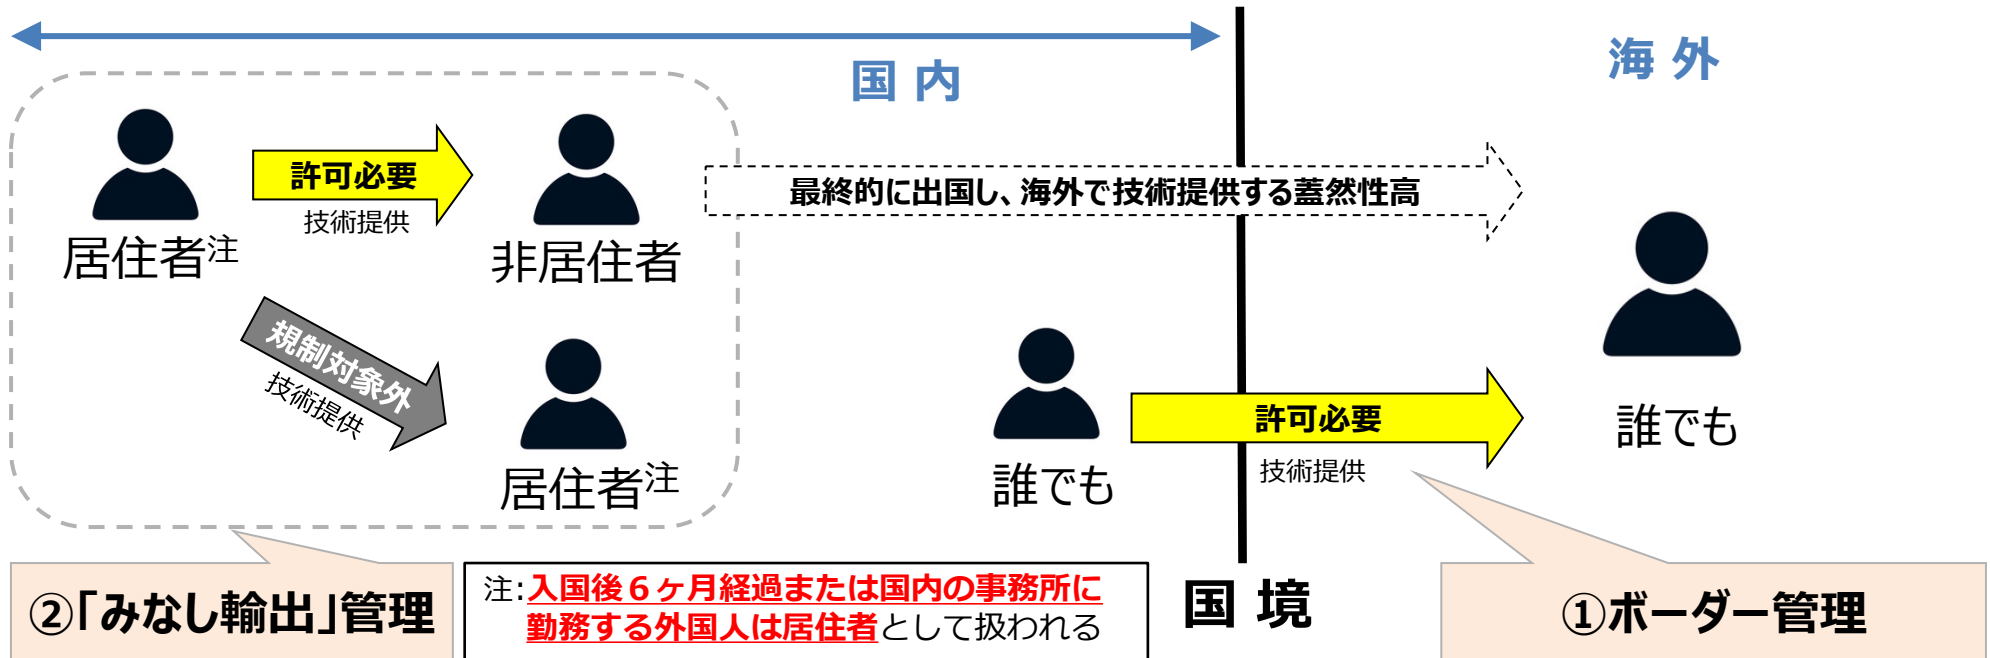 国 内
海 外
許可必要
技術提供
居住者注
非居住者
最終的に出国し、海外で技術提供する蓋然性高
規制対象外
技術提供
居住者注
誰でも
許可必要
技術提供
誰でも
②「みなし輸出」管理
注:入国後６ヶ月経過または国内の事務所に
勤務する外国人は居住者として扱われる
国 境
①ボーダー管理